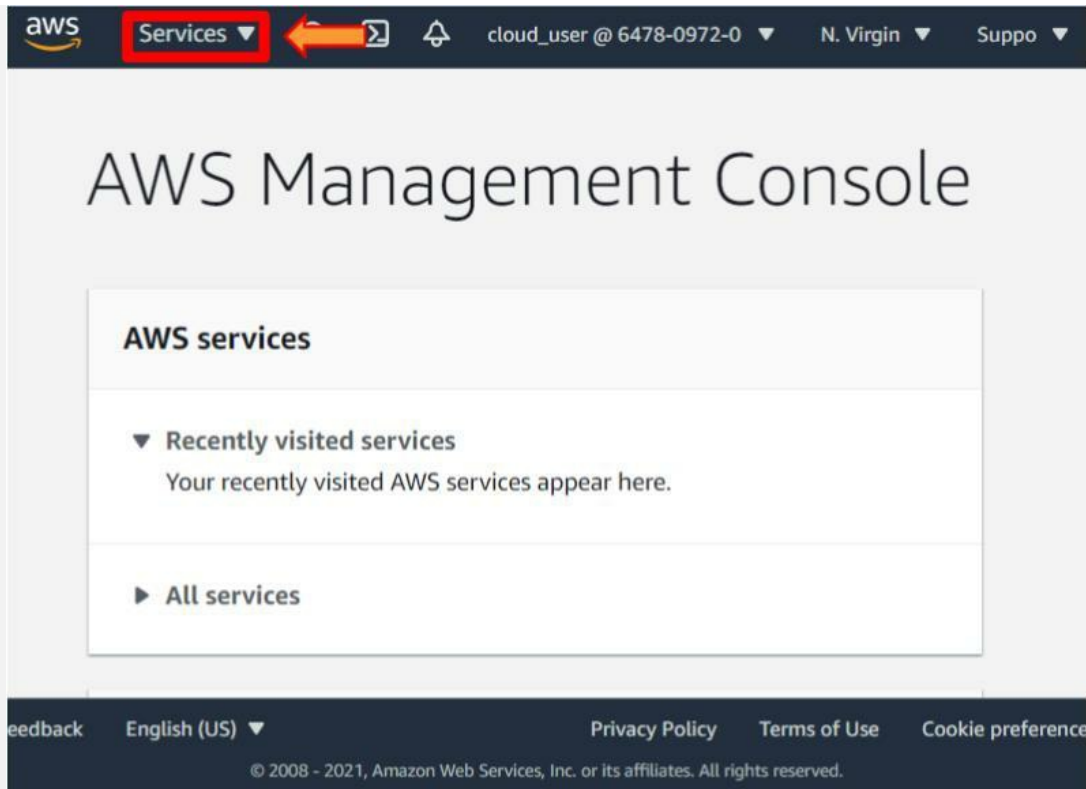 aws Services ▼ cloud_user @ 6478-0972-0 ▼ N. Virgin ▼ Suppo ▼
AWS Management Console
AWS services
▼ Recently visited services
Your recently visited AWS services appear here.
▶ All services
eedback English (US) ▼ Privacy Policy Terms of Use Cookie preference
© 2008 - 2021, Amazon Web Services, Inc. or its affiliates. All rights reserved.